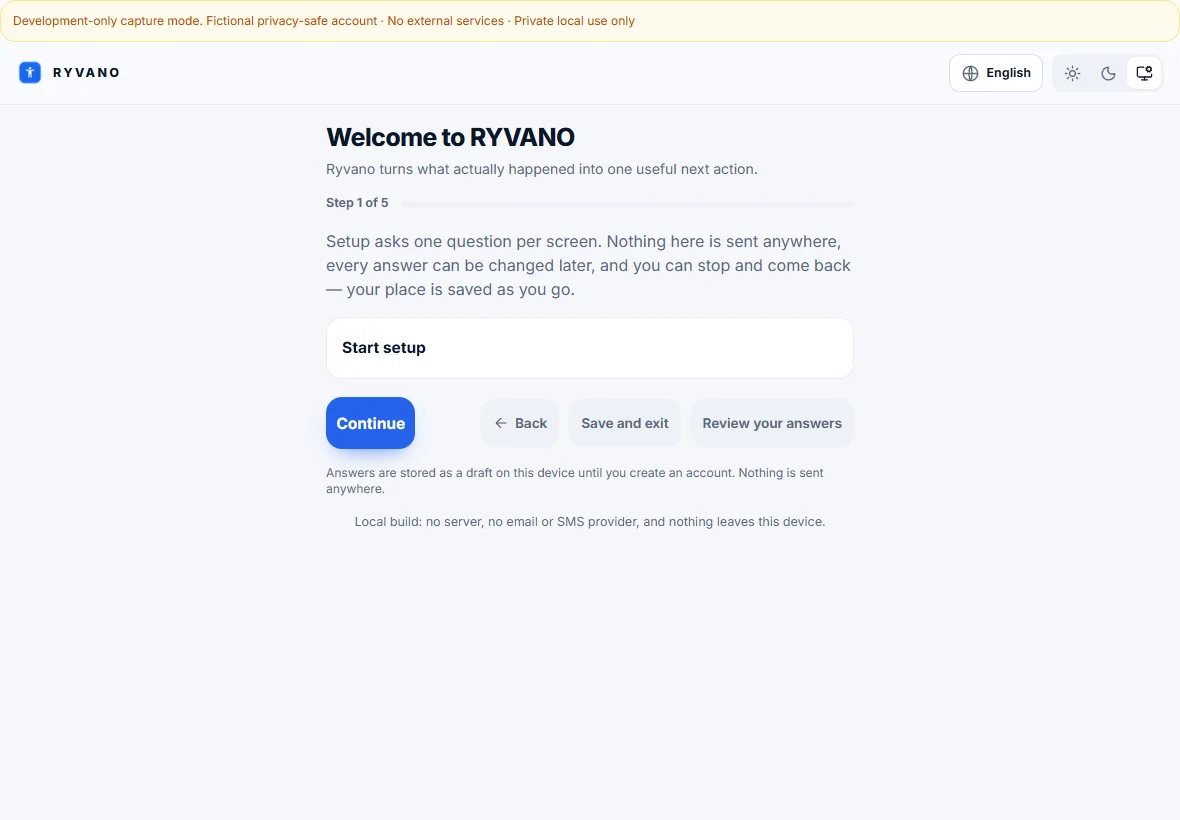 Development-only capture mode. Fictional privacy-safe account · No external services · Private local use only
RYVANO
English
Welcome to RYVANO
Ryvano turns what actually happened into one useful next action.
Step 1 of 5
Setup asks one question per screen. Nothing here is sent anywhere,
every answer can be changed later, and you can stop and come back
— your place is saved as you go.
Start setup
Continue
Back
Save and exit
Review your answers
Answers are stored as a draft on this device until you create an account. Nothing is sent
anywhere.
Local build: no server, no email or SMS provider, and nothing leaves this device.